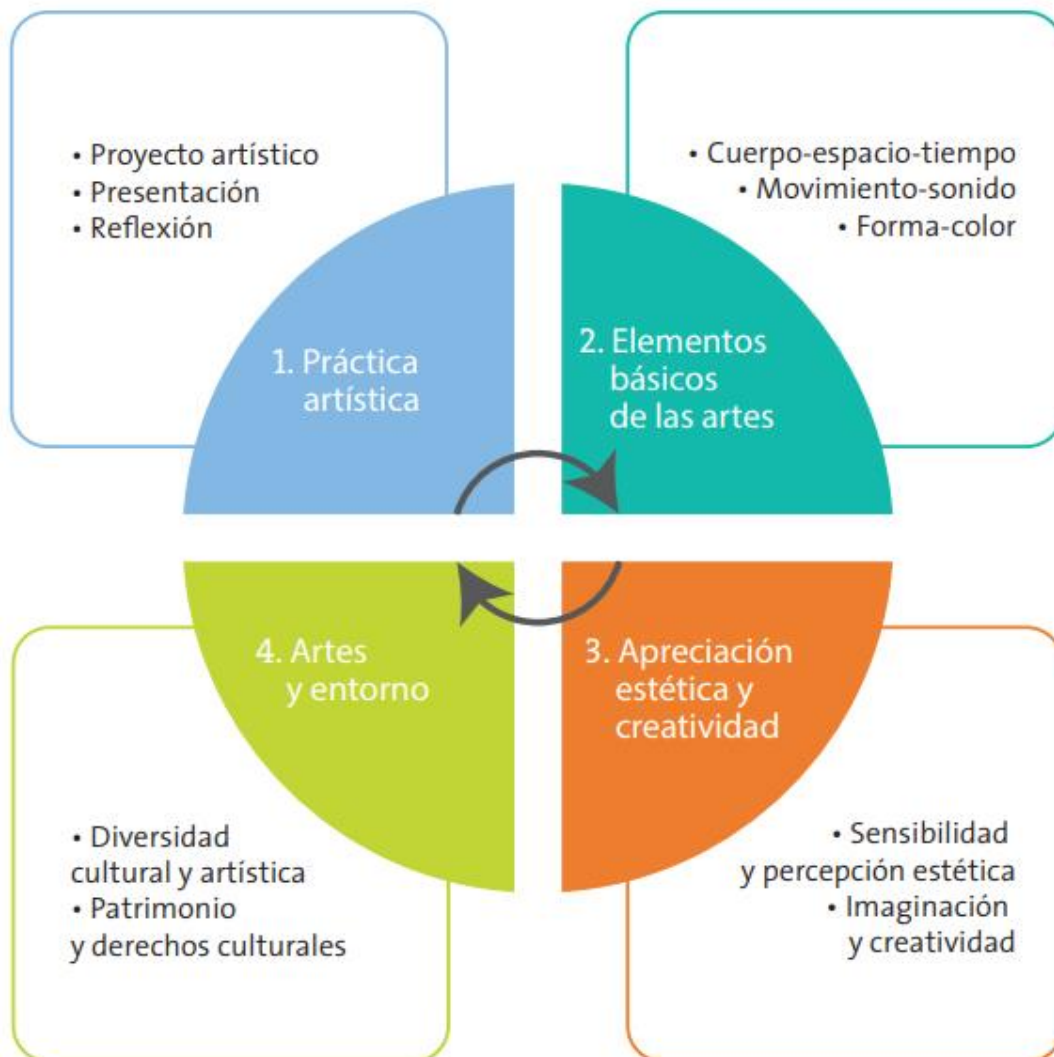 • Proyecto artístico
• Presentación
• Reflexión
1. Práctica
artística
• Cuerpo-espacio-tiempo
• Movimiento-sonido
• Forma-color
2. Elementos
básicos
de las artes
4. Artes
y entorno
• Diversidad
cultural y artística
• Patrimonio
y derechos culturales
3. Apreciación
estética y
creatividad
• Sensibilidad
y percepción estética
• Imaginación
y creatividad